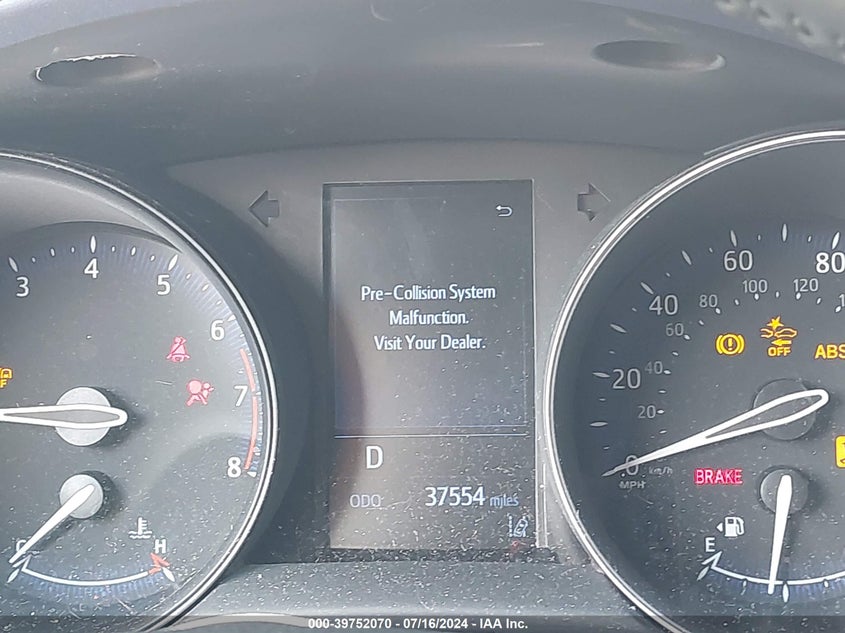 Pre-Collision System
Malfunction.
Visit Your Dealer.
D
ODO 37554 miles
3
4
5
6
7
8
H
0
20
40
60
80
20
40
60
80
100
120
MPH
km/h
OFF
ABS
BRAKE
E
000-39752070 - 07/16/2024 - IAA Inc.